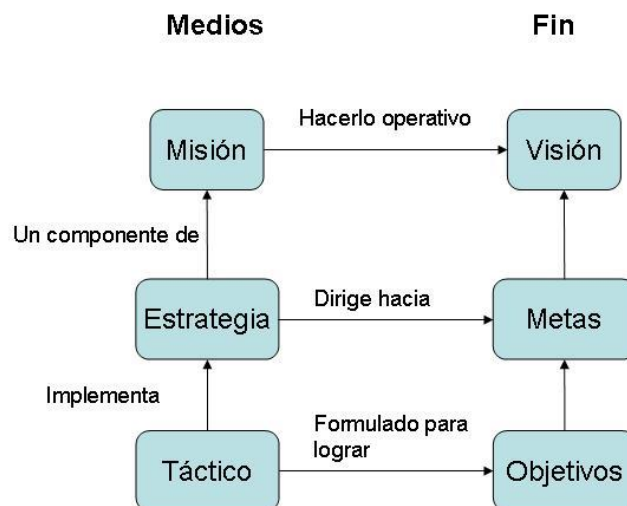 Medios
Fin
Hacerlo operativo
Misión
Visión
Un componente de
Dirige hacia
Estrategia
Metas
Implementa
Formulado para
lograr
Táctico
Objetivos